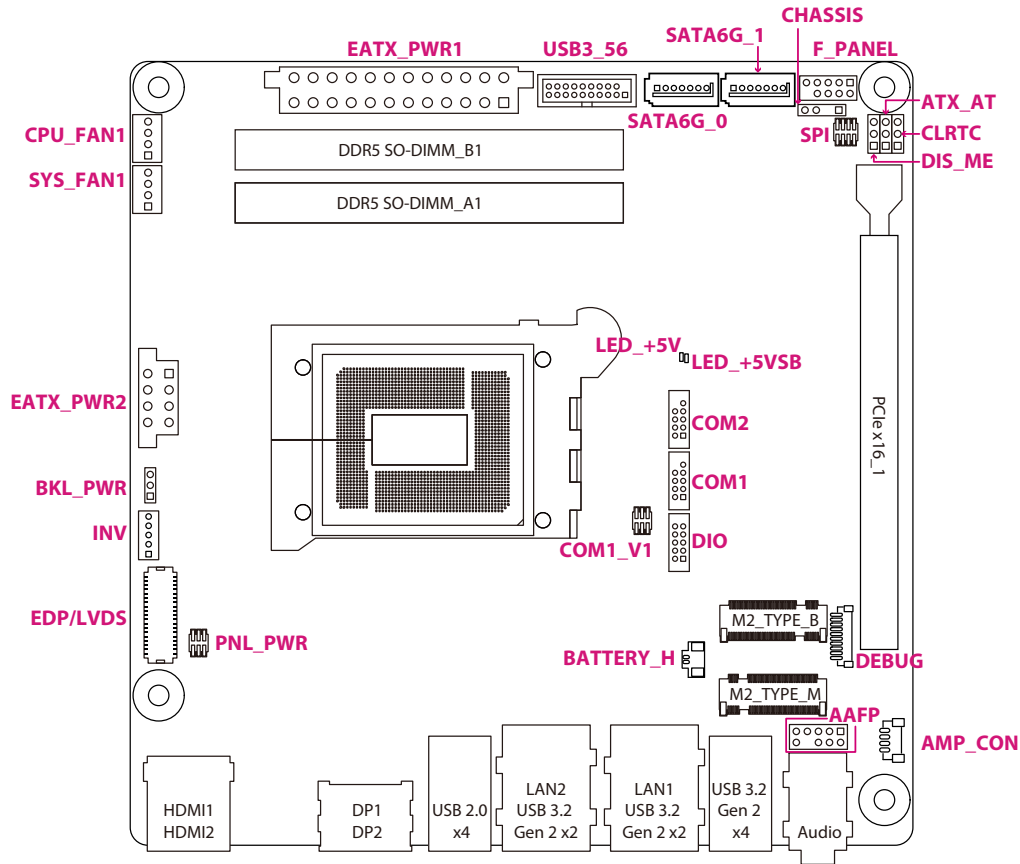 CHASSIS
SATA6G_1
EATX_PWR1
USB3_56
F_PANEL
ATX_AT
SATA6G_0
CPU_FAN1
SPI
CLRTC
DDR5 SO-DIMM_B1
DIS_ME
SYS_FAN1
DDR5 SO-DIMM_A1
LED_+5V
LED_+5VSB
EATX_PWR2
PCIe x16_1
COM2
BKL_PWR
COM1
INV
COM1_V1
DIO
EDP/LVDS
PNL_PWR
M2_TYPE_B
BATTERY_H
DEBUG
M2_TYPE_M
AAFP
AMP_CON
HDMI1
HDMI2
DP1
DP2
USB 2.0
x4
LAN2
USB 3.2
Gen 2 x2
LAN1
USB 3.2
Gen 2 x2
USB 3.2
Gen 2
x4
Audio